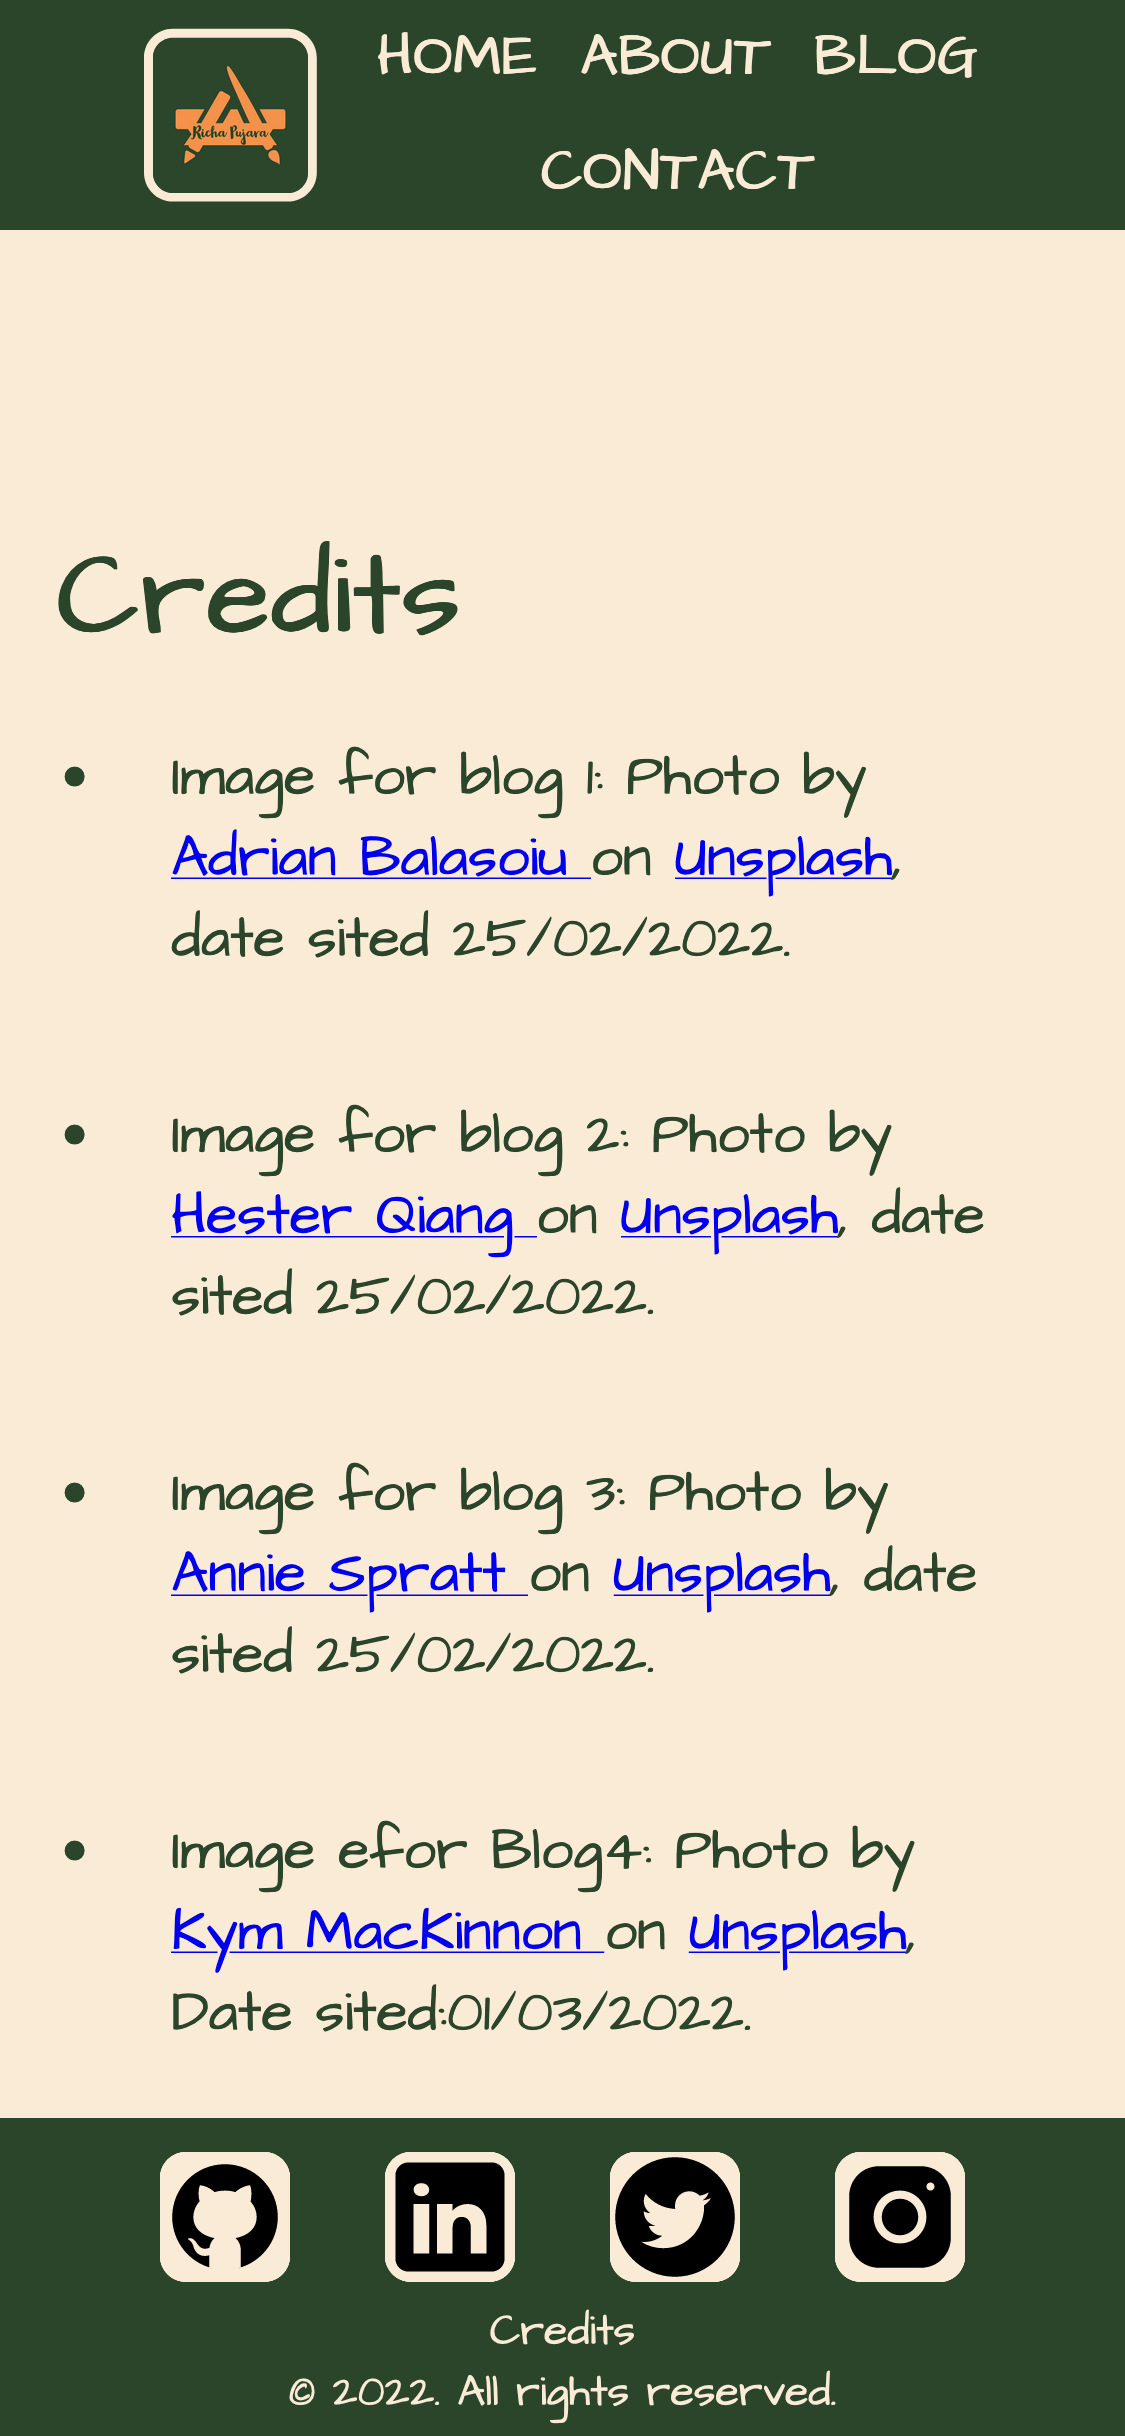 Richa Pujara
HOME ABOUT BLOG
CONTACT
Credits
• Image for blog 1: Photo by
Adrian Balasoiu on Unsplash,
date sited 25/02/2022.
• Image for blog 2: Photo by
Hester Qiang on Unsplash, date
sited 25/02/2022.
• Image for blog 3: Photo by
Annie Spratt on Unsplash, date
sited 25/02/2022.
• Image efor Blog4: Photo by
Kym MacKinnon on Unsplash,
Date sited:01/03/2022.
in
Credits
© 2022. All rights reserved.